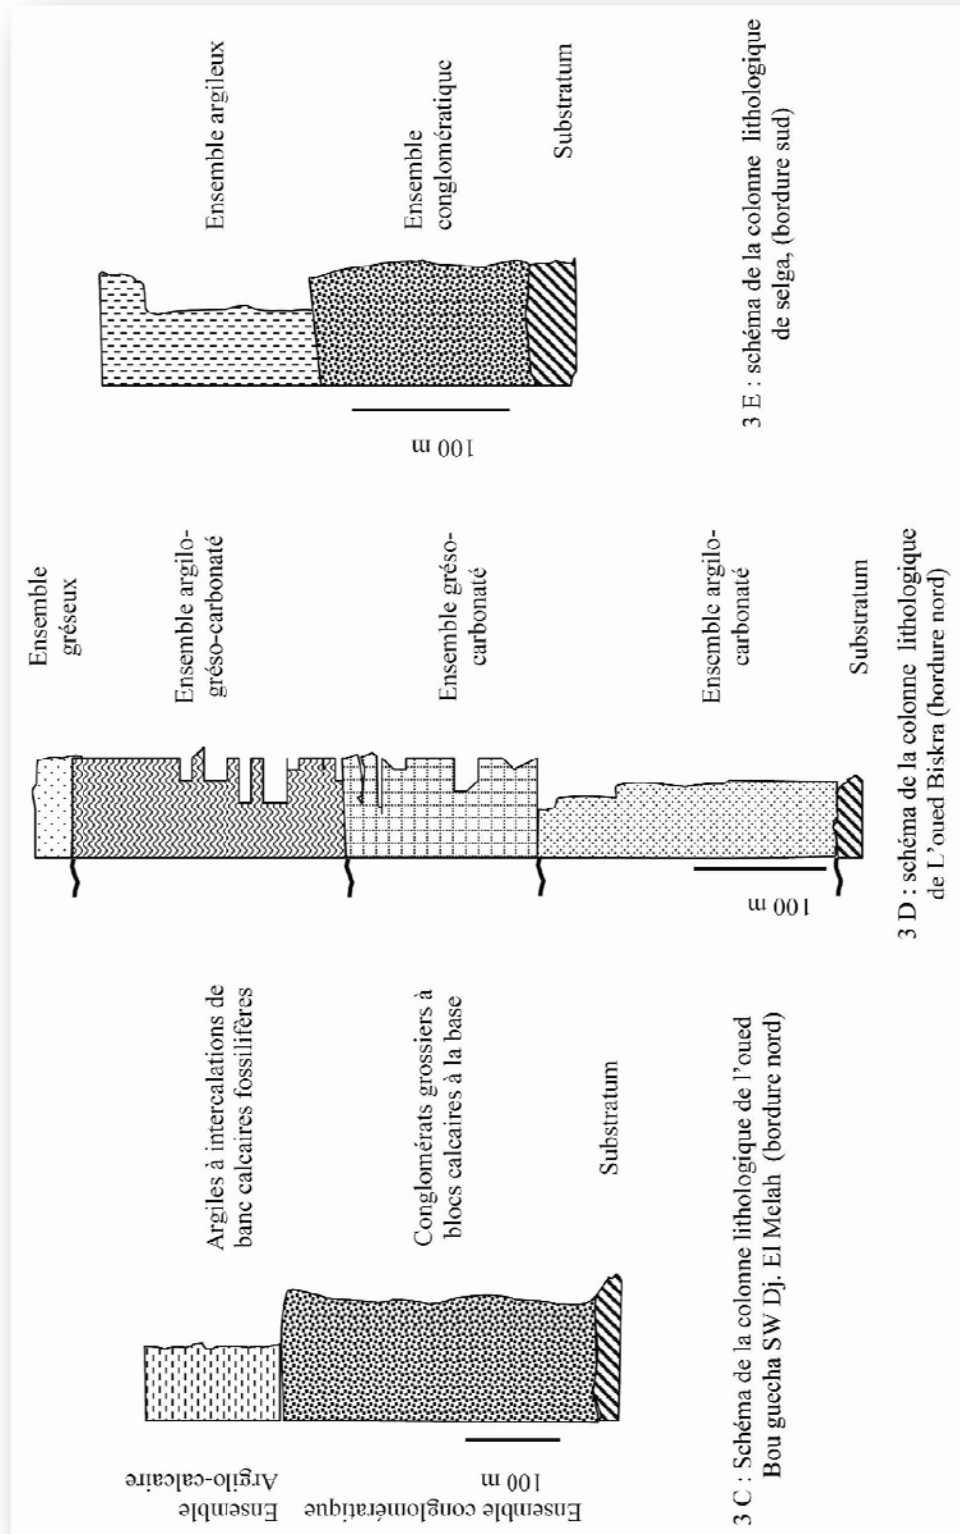 Ensemble
Argilo-calcaire
Ensemble conglomératique
100 m
Argiles à intercalations de
banc calcaires fossilifères
Conglomérats grossiers à
blocs calcaires à la base
Substratum
3 C : Schéma de la colonne lithologique de l'oued
Bou guecha SW Dj. El Melah (bordure nord)
100 m
Ensemble
gréseux
Ensemble argilo-
gréso-carbonaté
Ensemble gréso-
carbonaté
Ensemble argilo-
carbonaté
Substratum
3 D : schéma de la colonne lithologique
de L'oued Biskra (bordure nord)
100 m
Ensemble argileux
Ensemble
conglomératique
Substratum
3 E : schéma de la colonne lithologique
de selga, (bordure sud)